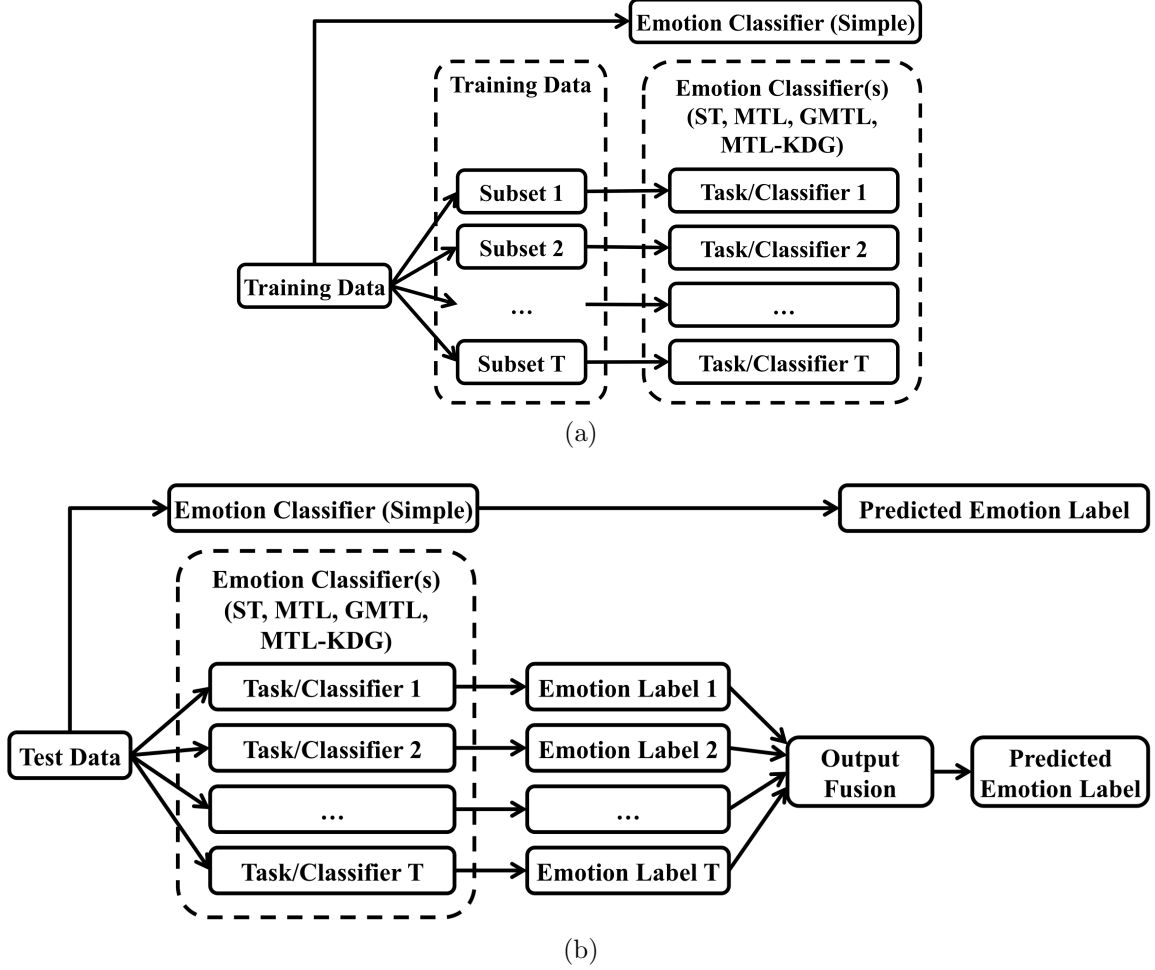 Emotion Classifier (Simple)
Training Data
Emotion Classifier(s)
(ST, MTL, GMTL,
MTL-KDG)
Subset 1
Task/Classifier 1
Subset 2
Task/Classifier 2
Training Data
...
...
Subset T
Task/Classifier T
(a)
Emotion Classifier (Simple)
Predicted Emotion Label
Emotion Classifier(s)
(ST, MTL, GMTL,
MTL-KDG)
Task/Classifier 1
Emotion Label 1
Test Data
Task/Classifier 2
Emotion Label 2
Output
Fusion
Predicted
Emotion Label
...
...
Task/Classifier T
Emotion Label T
(b)